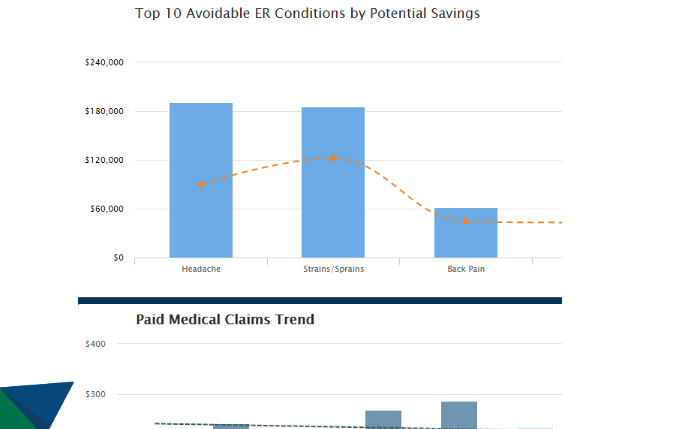 Top 10 Avoidable ER Conditions by Potential Savings
$240,000
$180,000
$120,000
$60,000
$0
Headache Strains/Sprains Back Pain
Paid Medical Claims Trend
$400
$300